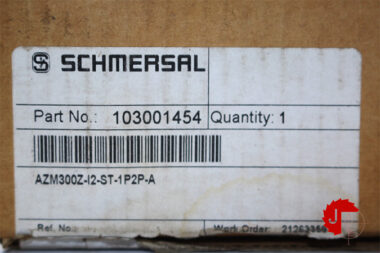 SCHMERSAL
Part No.: 103001454 Quantity: 1
AZM300Z-I2-ST-1P2P-A
Ref. No.: Work Order: